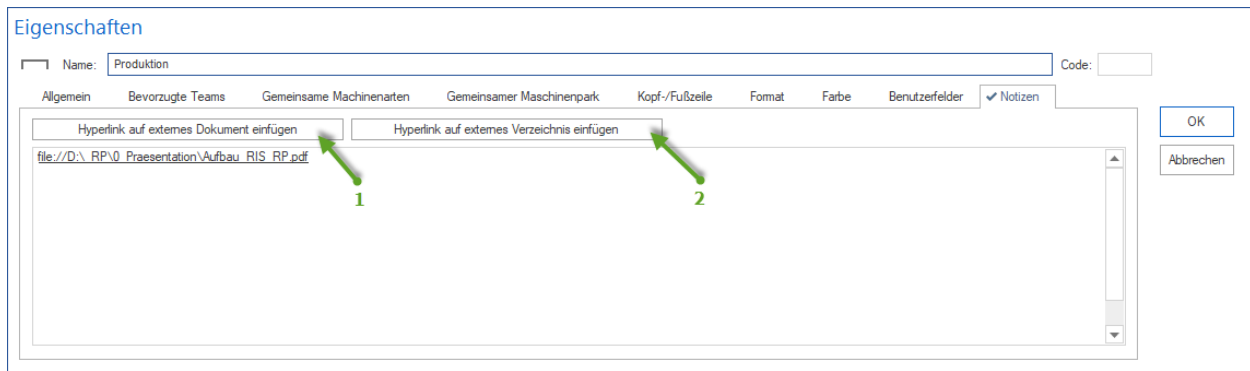 Eigenschaften
Name: Produktion Code:
Allgemein Bevorzugte Teams Gemeinsame Machinenarten Gemeinsamer Maschinenpark Kopf-/Fußzeile Format Farbe Benutzerfelder ✔ Notizen
Hyperlink auf externes Dokument einfügen Hyperlink auf externes Verzeichnis einfügen OK
file://D:\_RP\0_Praesentation\Aufbau_RIS_RP.pdf Abbrechen
1 2